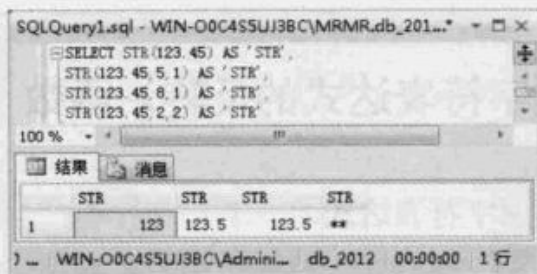 SQLQuery1.sql - WIN-O0C4S5UJ3BC\MRMR.db_201...*
SELECT STR(123.45) AS 'STR',
STR(123.45,5,1) AS 'STR',
STR(123.45,8,1) AS 'STR',
STR(123.45,2,2) AS 'STR'
100 %
结果 消息
STR STR STR STR
1 123 123.5 123.5 **
WIN-O0C4S5UJ3BC\Admini... db_2012 00:00:00 1 行